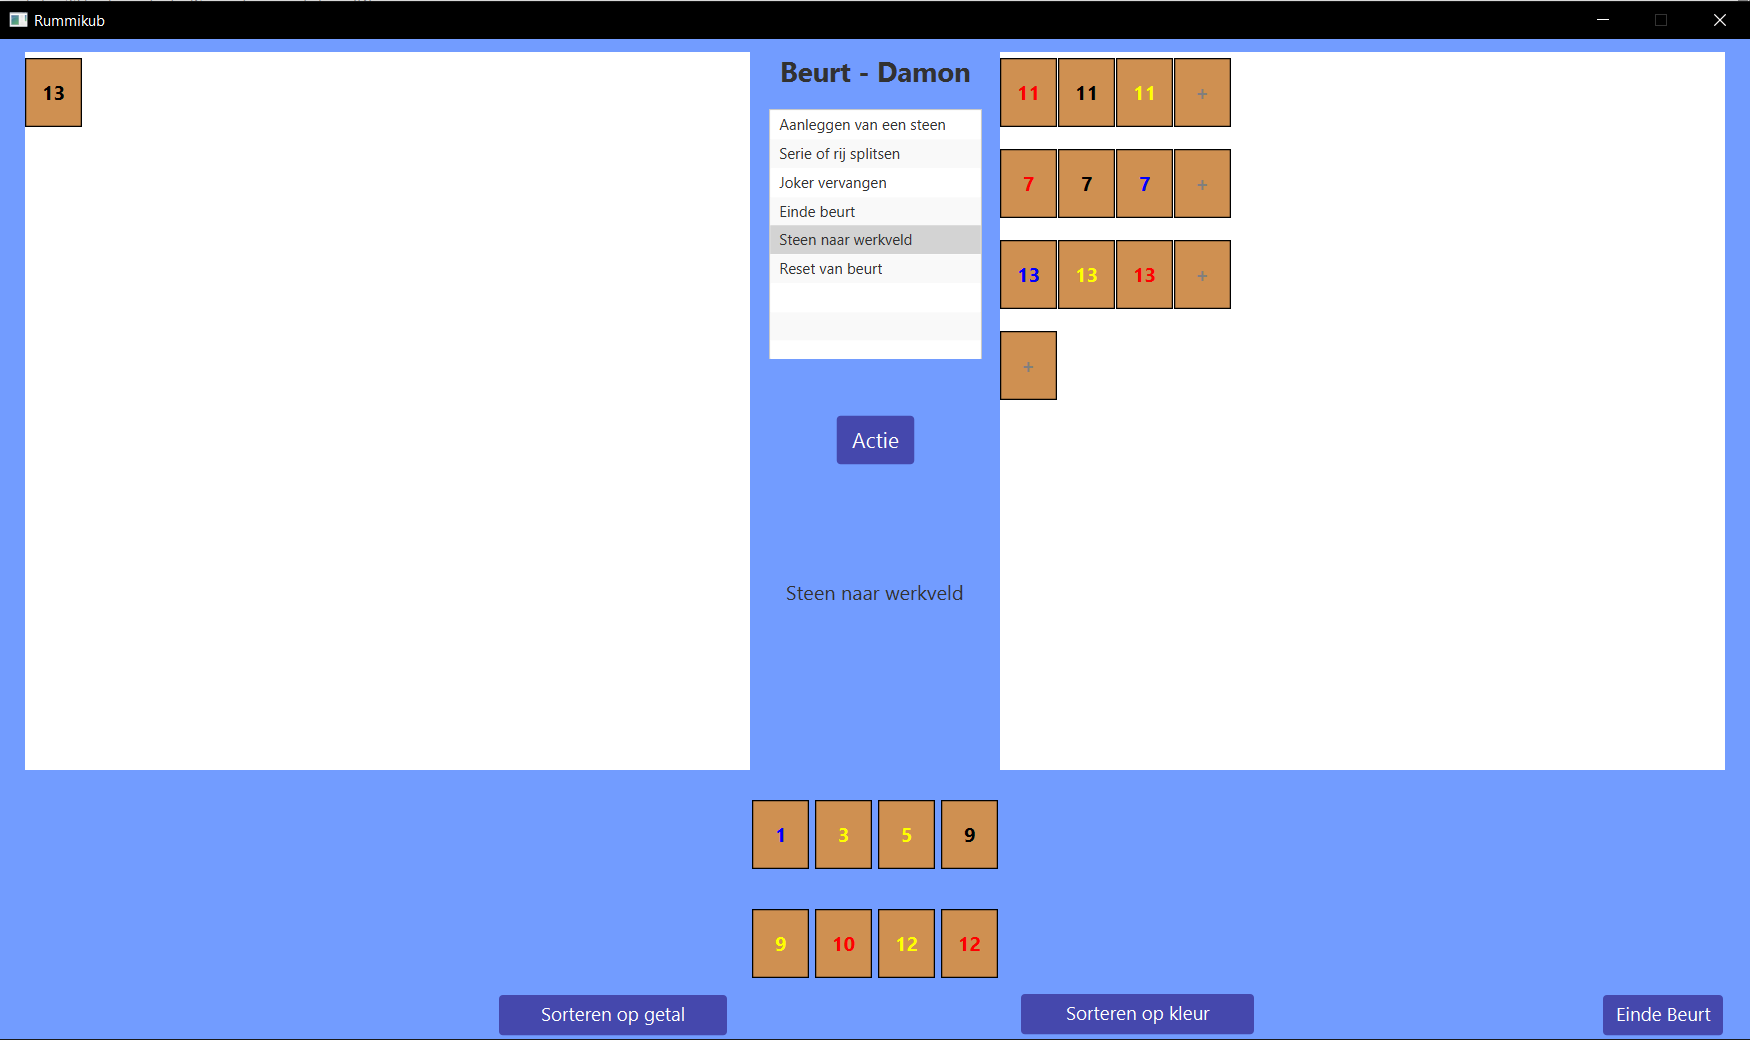 Rummikub
13
Beurt - Damon
Aanleggen van een steen
Serie of rij splitsen
Joker vervangen
Einde beurt
Steen naar werkveld
Reset van beurt
Actie
Steen naar werkveld
11 11 11 +
7 7 7 +
13 13 13 +
+
1 3 5 9
9 10 12 12
Sorteren op getal
Sorteren op kleur
Einde Beurt